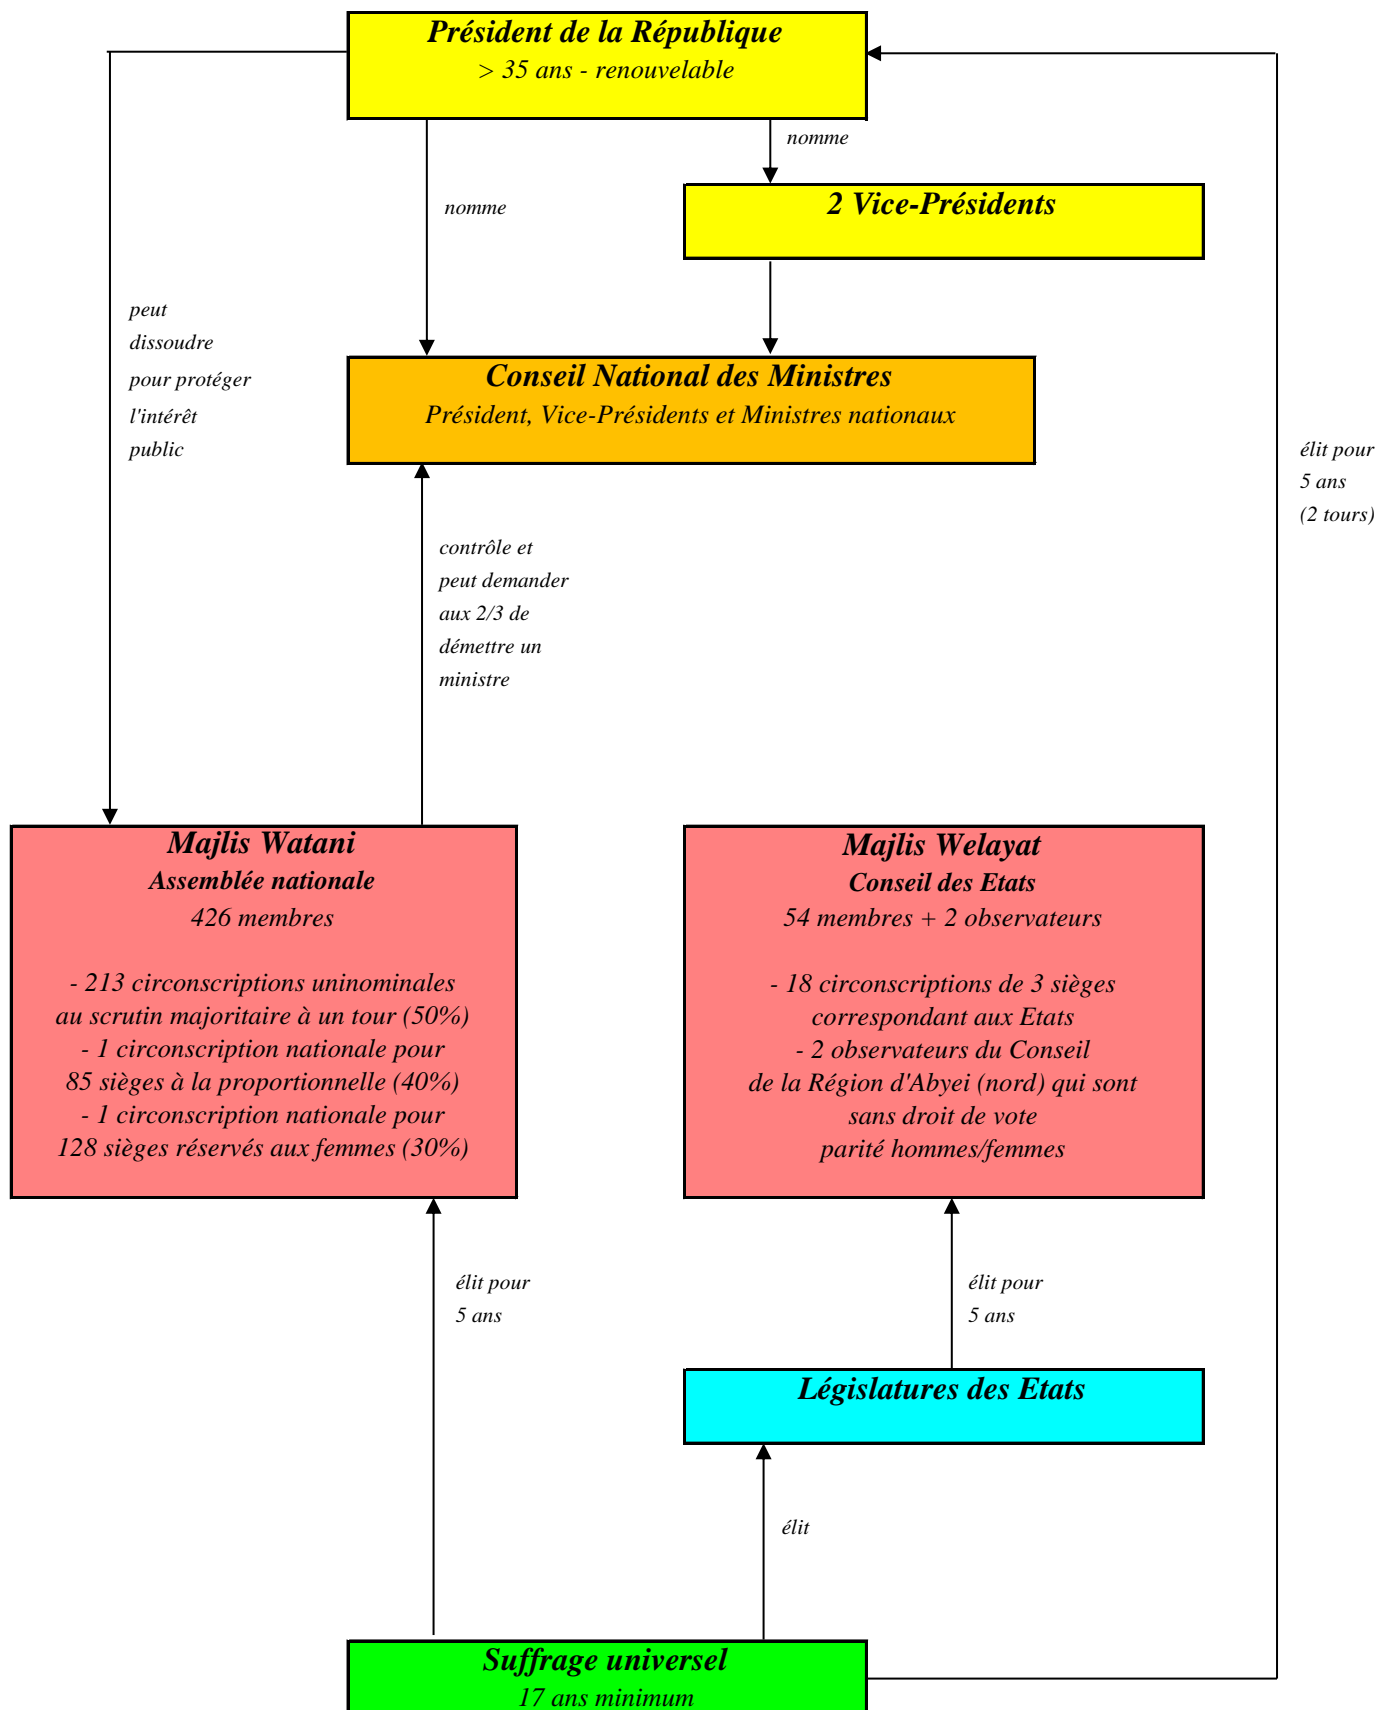 Président de la République
> 35 ans - renouvelable
nomme
nomme
2 Vice-Présidents
peut
dissoudre
pour protéger
l'intérêt
public
Conseil National des Ministres
Président, Vice-Présidents et Ministres nationaux
élit pour
5 ans
(2 tours)
contrôle et
peut demander
aux 2/3 de
démettre un
ministre
Majlis Watani
Assemblée nationale
426 membres
- 213 circonscriptions uninominales
au scrutin majoritaire à un tour (50%)
- 1 circonscription nationale pour
85 sièges à la proportionnelle (40%)
- 1 circonscription nationale pour
128 sièges réservés aux femmes (30%)
Majlis Welayat
Conseil des Etats
54 membres + 2 observateurs
- 18 circonscriptions de 3 sièges
correspondant aux Etats
- 2 observateurs du Conseil
de la Région d'Abyei (nord) qui sont
sans droit de vote
parité hommes/femmes
élit pour
5 ans
élit pour
5 ans
Législatures des Etats
élit
Suffrage universel
17 ans minimum